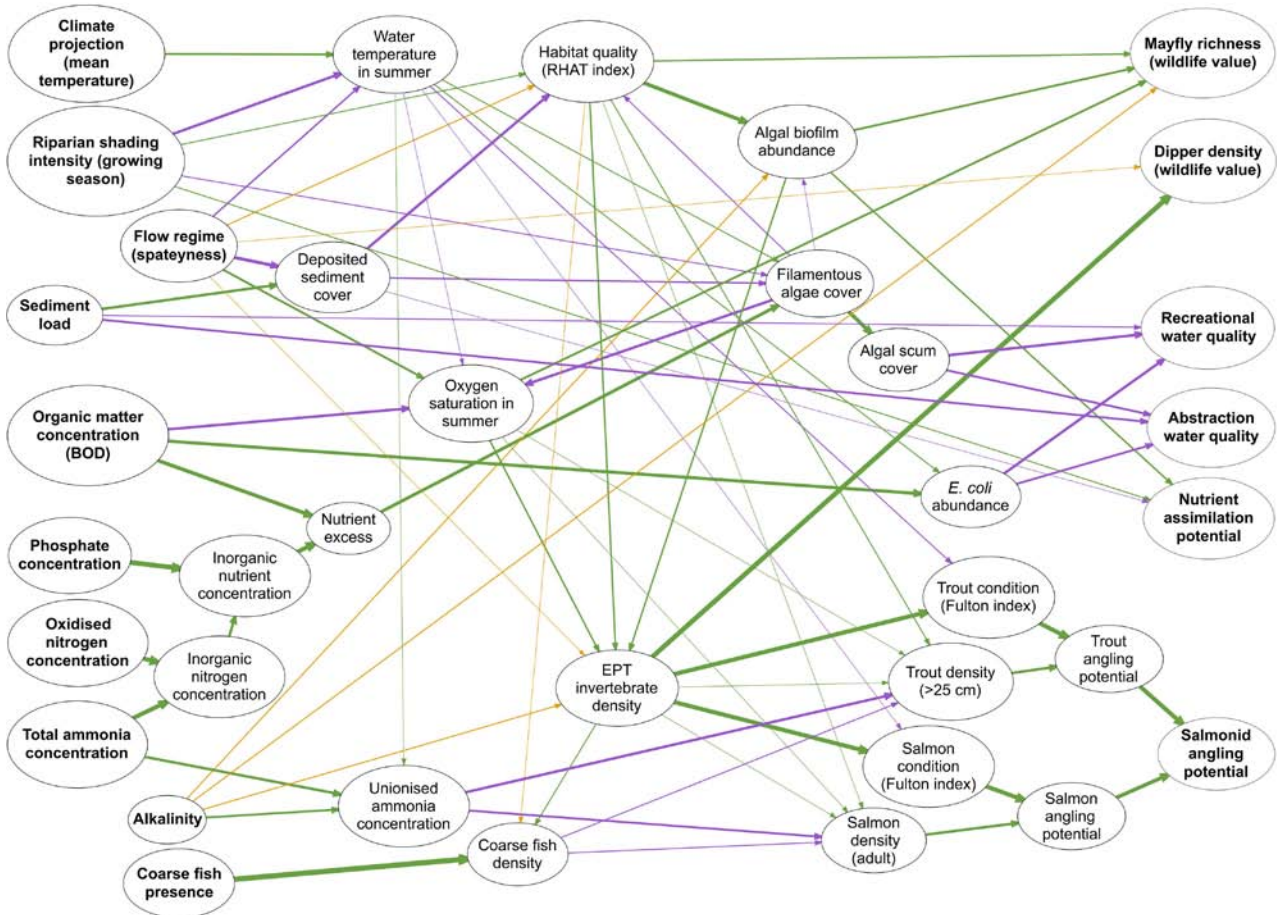 Climate
projection
(mean
temperature)
Water
temperature
in summer
Habitat quality
(RHAT index)
Mayfly richness
(wildlife value)
Riparian shading
intensity (growing
season)
Algal biofilm
abundance
Dipper density
(wildlife value)
Flow regime
(spateyness)
Deposited
sediment
cover
Filamentous
algae cover
Sediment
load
Recreational
water quality
Algal scum
cover
Oxygen
saturation in
summer
Organic matter
concentration
(BOD)
Abstraction
water quality
E. coli
abundance
Nutrient
assimilation
potential
Nutrient
excess
Phosphate
concentration
Inorganic
nutrient
concentration
Trout condition
(Fulton index)
Oxidised
nitrogen
concentration
Inorganic
nitrogen
concentration
EPT
invertebrate
density
Trout density
(>25 cm)
Trout
angling
potential
Total ammonia
concentration
Salmon
condition
(Fulton index)
Salmonid
angling
potential
Alkalinity
Unionised
ammonia
concentration
Salmon
density
(adult)
Salmon
angling
potential
Coarse fish
density
Coarse fish
presence